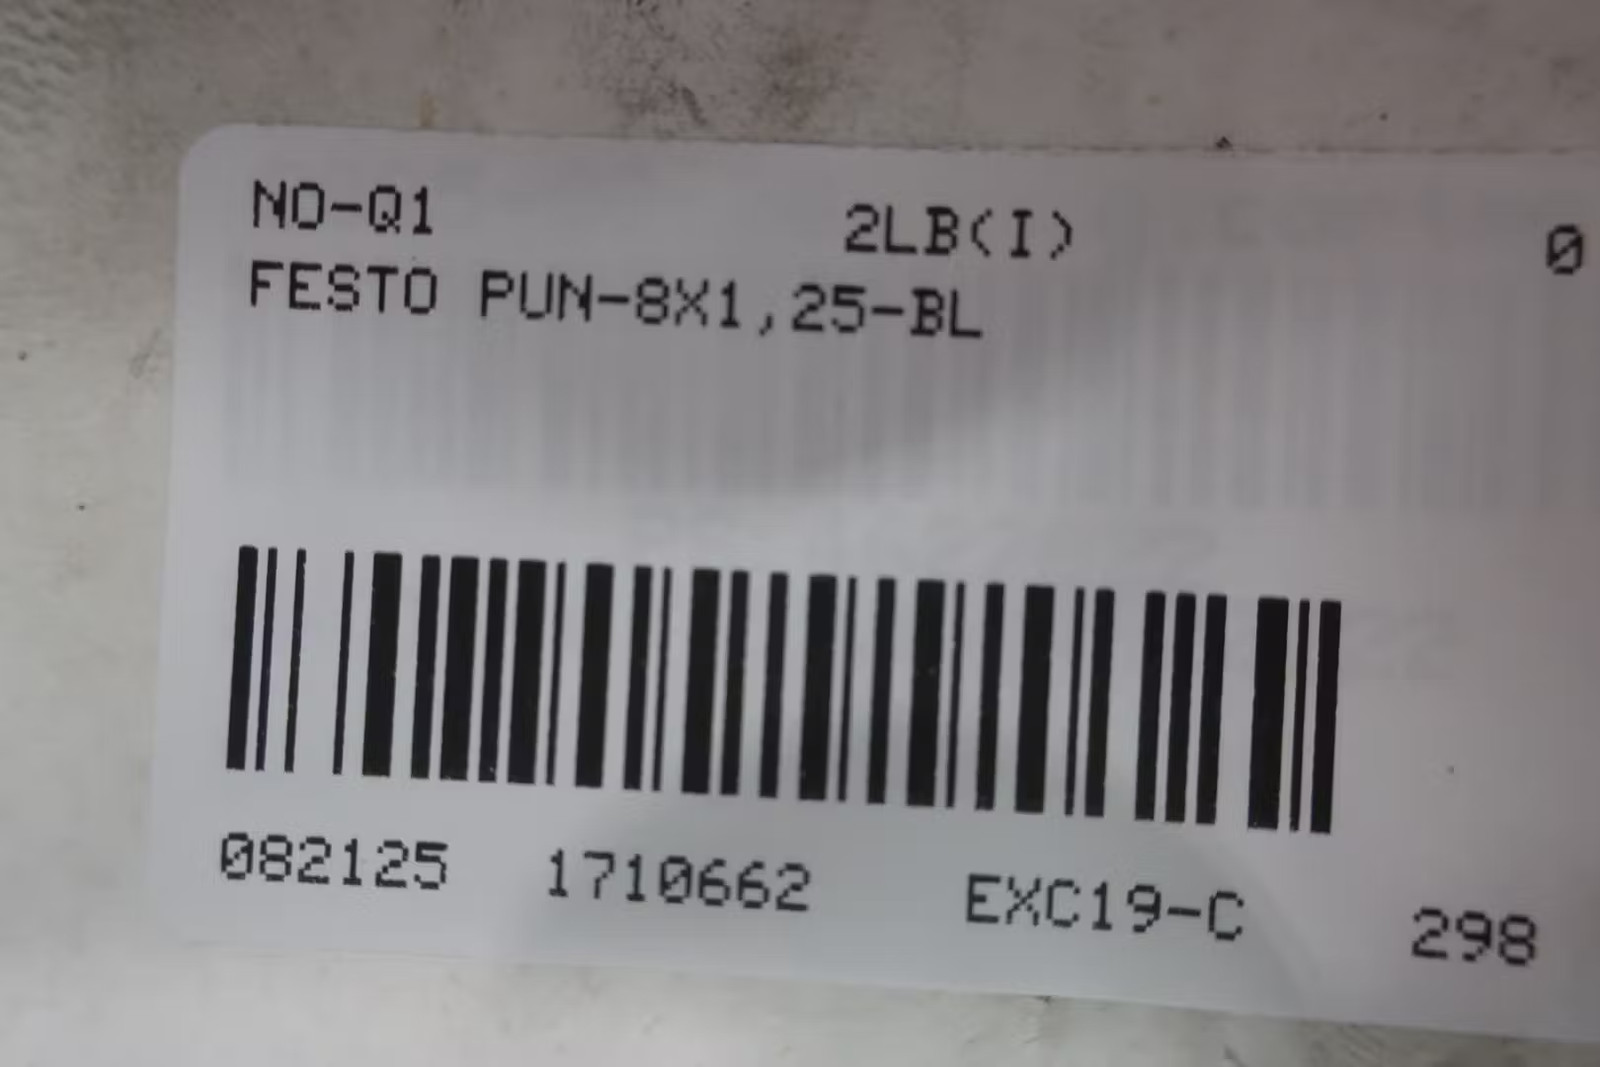 NO-Q1 2LB(I) 0
FESTO PUN-8X1,25-BL
082125 1710662 EXC19-C 298